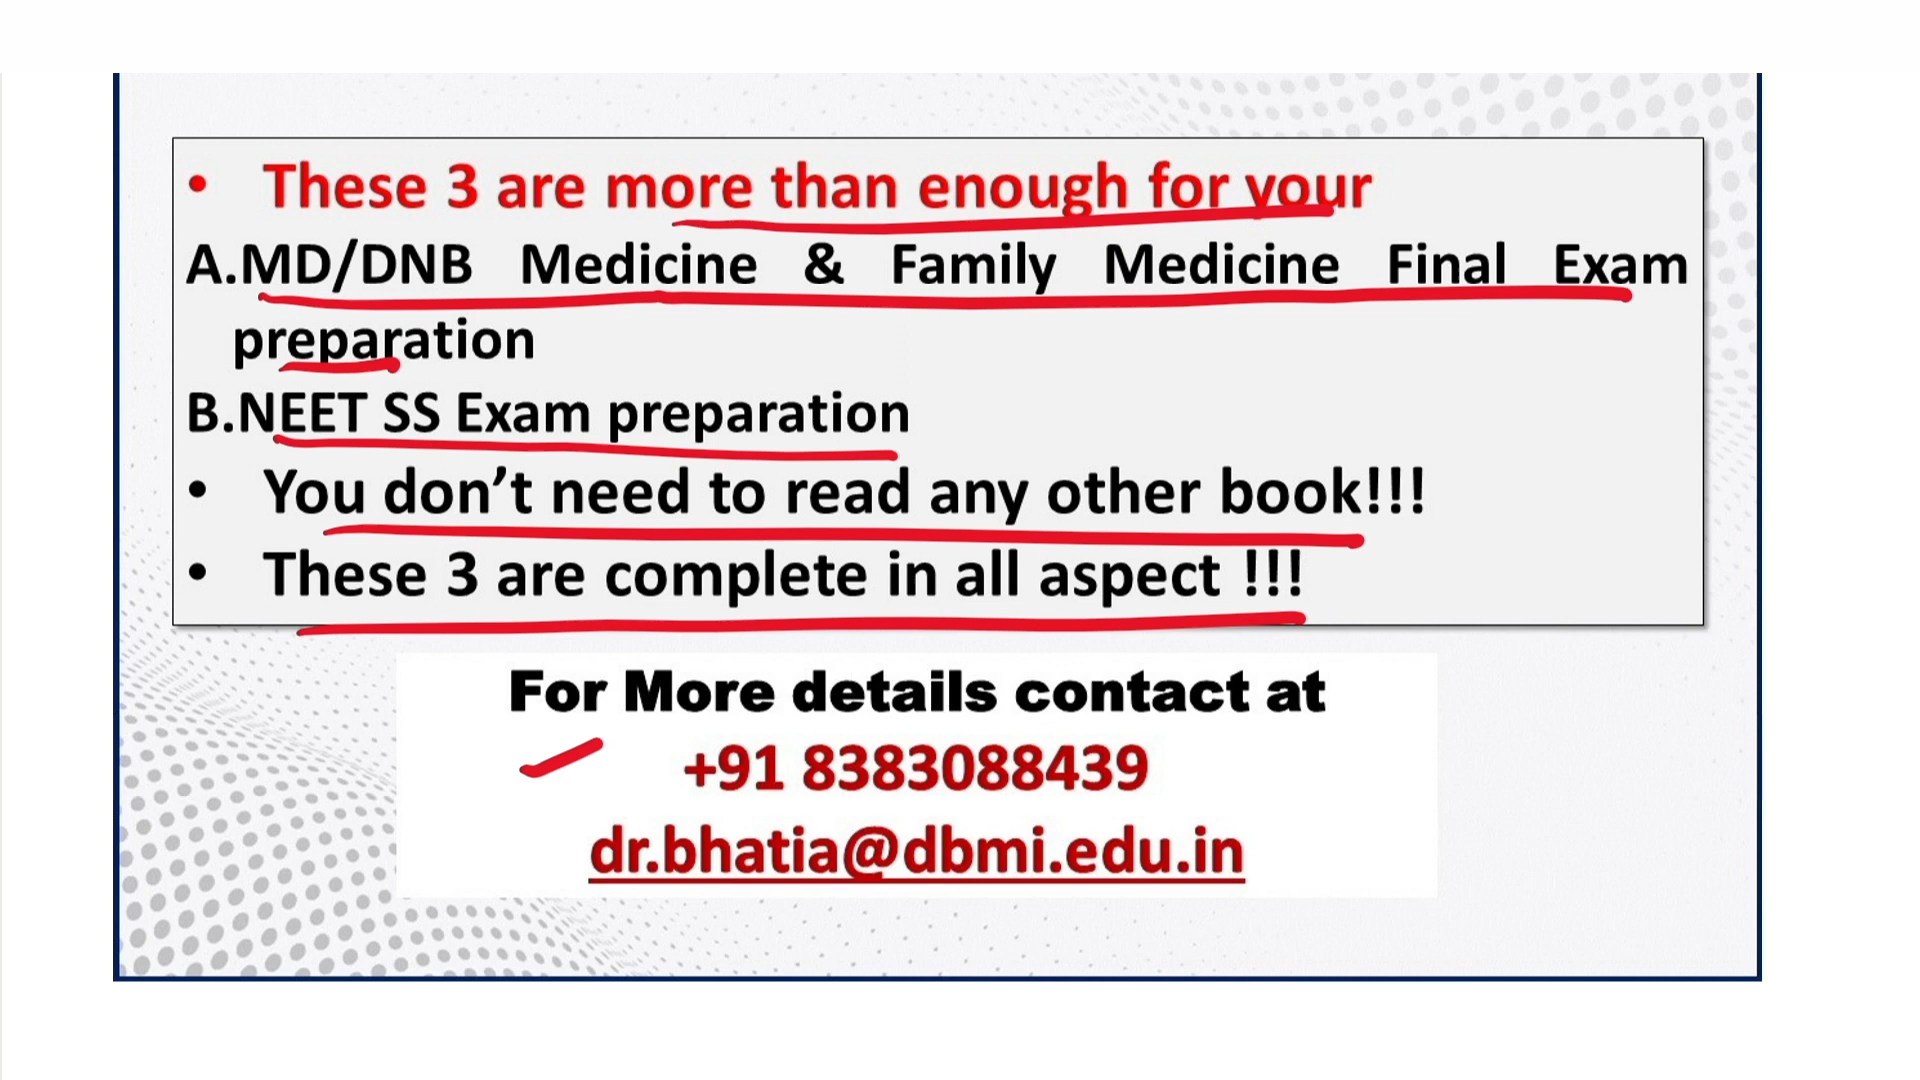 • These 3 are more than enough for your
A.MD/DNB Medicine & Family Medicine Final Exam
preparation
B.NEET SS Exam preparation
• You don’t need to read any other book!!!
• These 3 are complete in all aspect !!!
For More details contact at
+91 8383088439
dr.bhatia@dbmi.edu.in